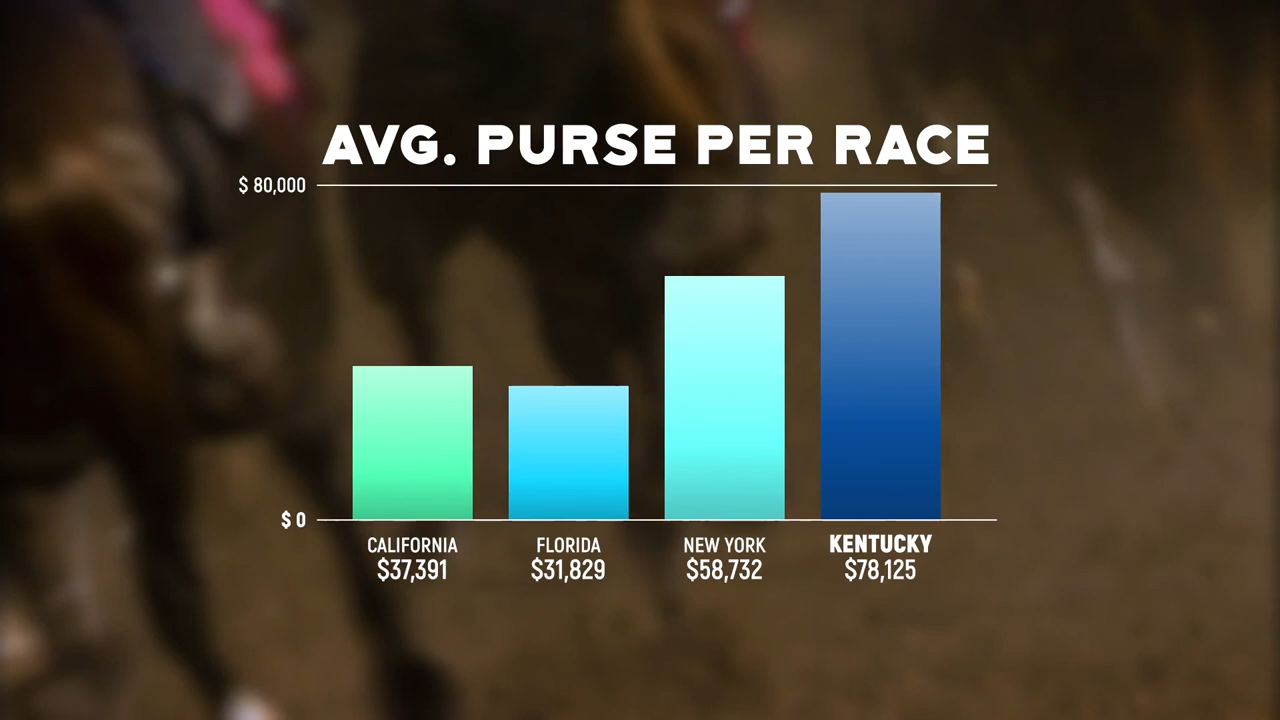 AVG. PURSE PER RACE
$ 80,000
$ 0
CALIFORNIA
$37,391
FLORIDA
$31,829
NEW YORK
$58,732
KENTUCKY
$78,125